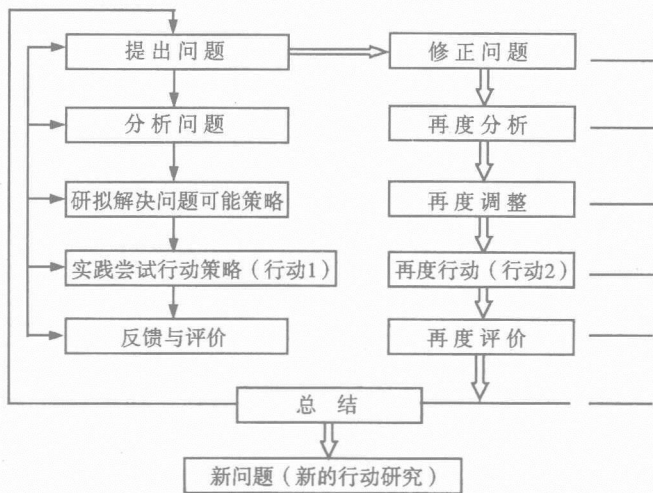 提出问题
修正问题
分析问题
再度分析
研拟解决问题可能策略
再度调整
实践尝试行动策略（行动1）
再度行动（行动2）
反馈与评价
再度评价
总 结
新问题（新的行动研究）